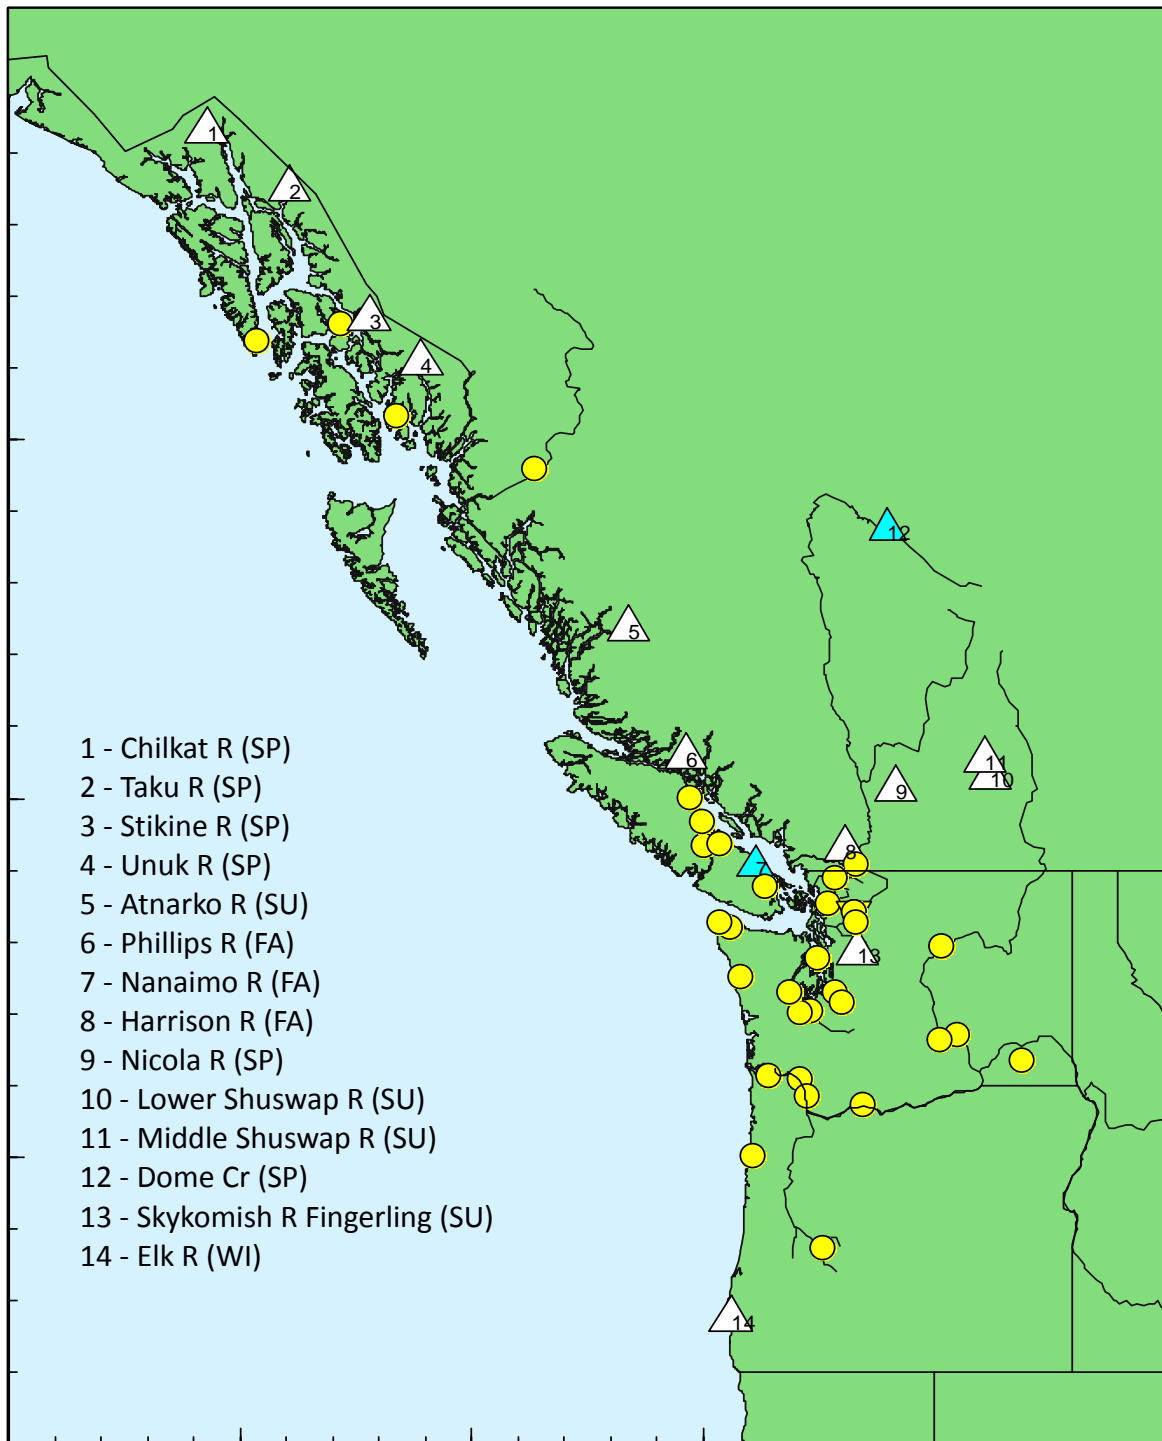 1
2
3
4
12
5
6
11
10
9
8
7
13
14
1 - Chilkat R (SP)
2 - Taku R (SP)
3 - Stikine R (SP)
4 - Unuk R (SP)
5 - Atnarko R (SU)
6 - Phillips R (FA)
7 - Nanaimo R (FA)
8 - Harrison R (FA)
9 - Nicola R (SP)
10 - Lower Shuswap R (SU)
11 - Middle Shuswap R (SU)
12 - Dome Cr (SP)
13 - Skykomish R Fingerling (SU)
14 - Elk R (WI)